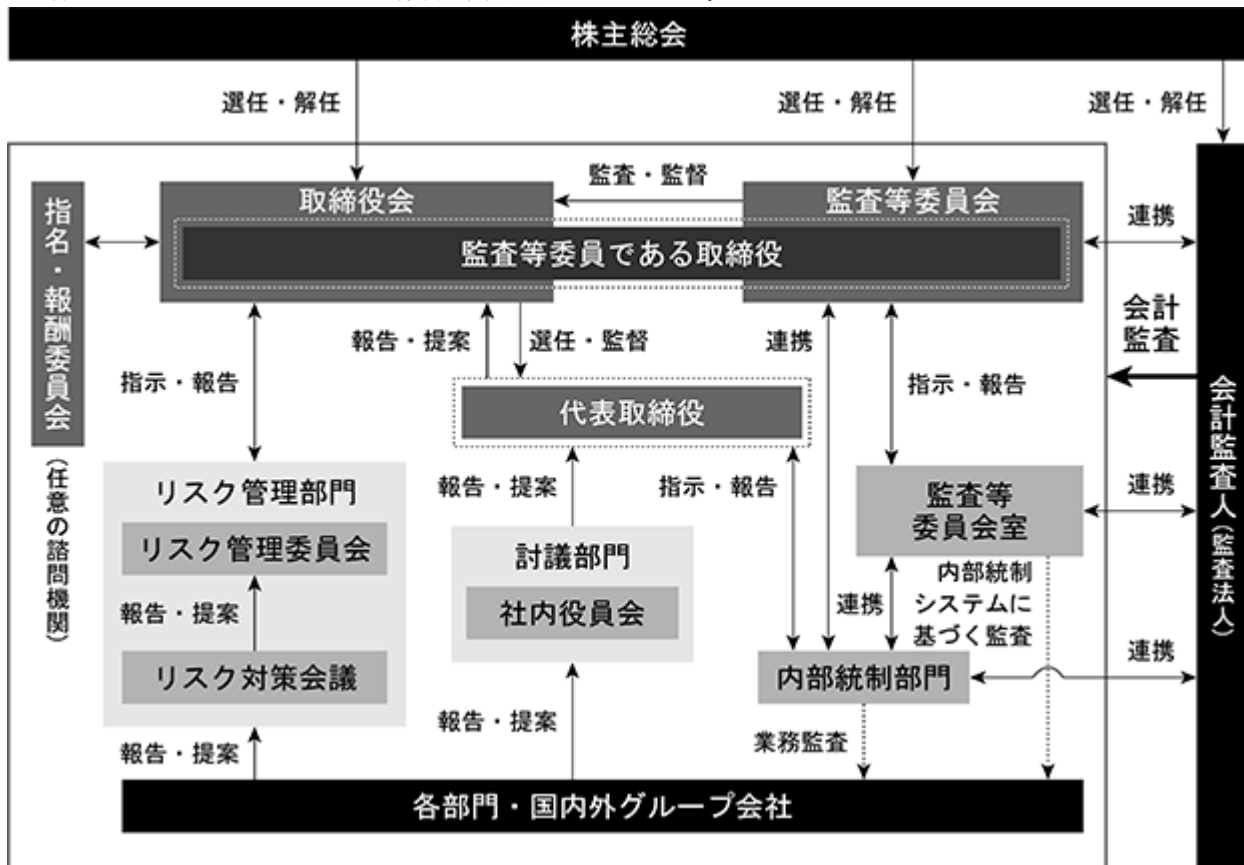 株主総会
選任・解任
選任・解任
選任・解任
指名・報酬委員会
(任意の諮問機関)
取締役会
監査・監督
監査等委員会
監査等委員である取締役
連携
会計
監査
会計監査人(監査法人)
報告・提案
選任・監督
連携
指示・報告
指示・報告
代表取締役
リスク管理部門
リスク管理委員会
報告・提案
リスク対策会議
報告・提案
報告・提案
討議部門
社内役員会
報告・提案
指示・報告
監査等
委員会室
連携
連携
内部統制
システムに
基づく監査
内部統制部門
連携
業務監査
各部門・国内外グループ会社